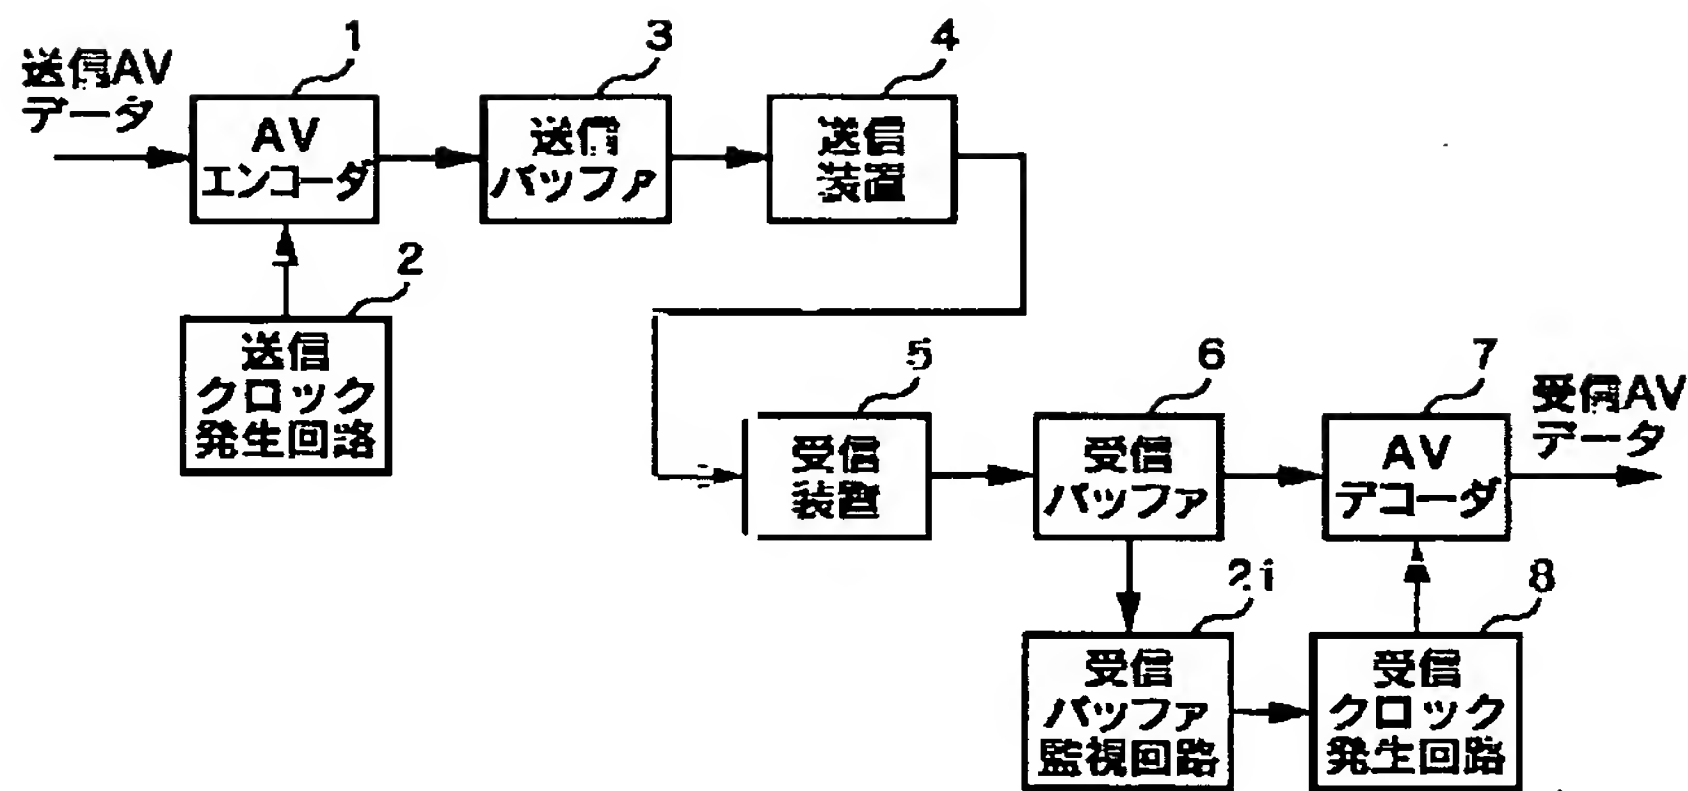 1
3
4
送信AV
データ
AV
エンコーダ
送信
バッファ
送信
装置
2
送信
クロック
発生回路
5
6
7
受信AV
データ
受信
装置
受信
バッファ
AV
デコーダ
21
8
受信
バッファ
監視回路
受信
クロック
発生回路